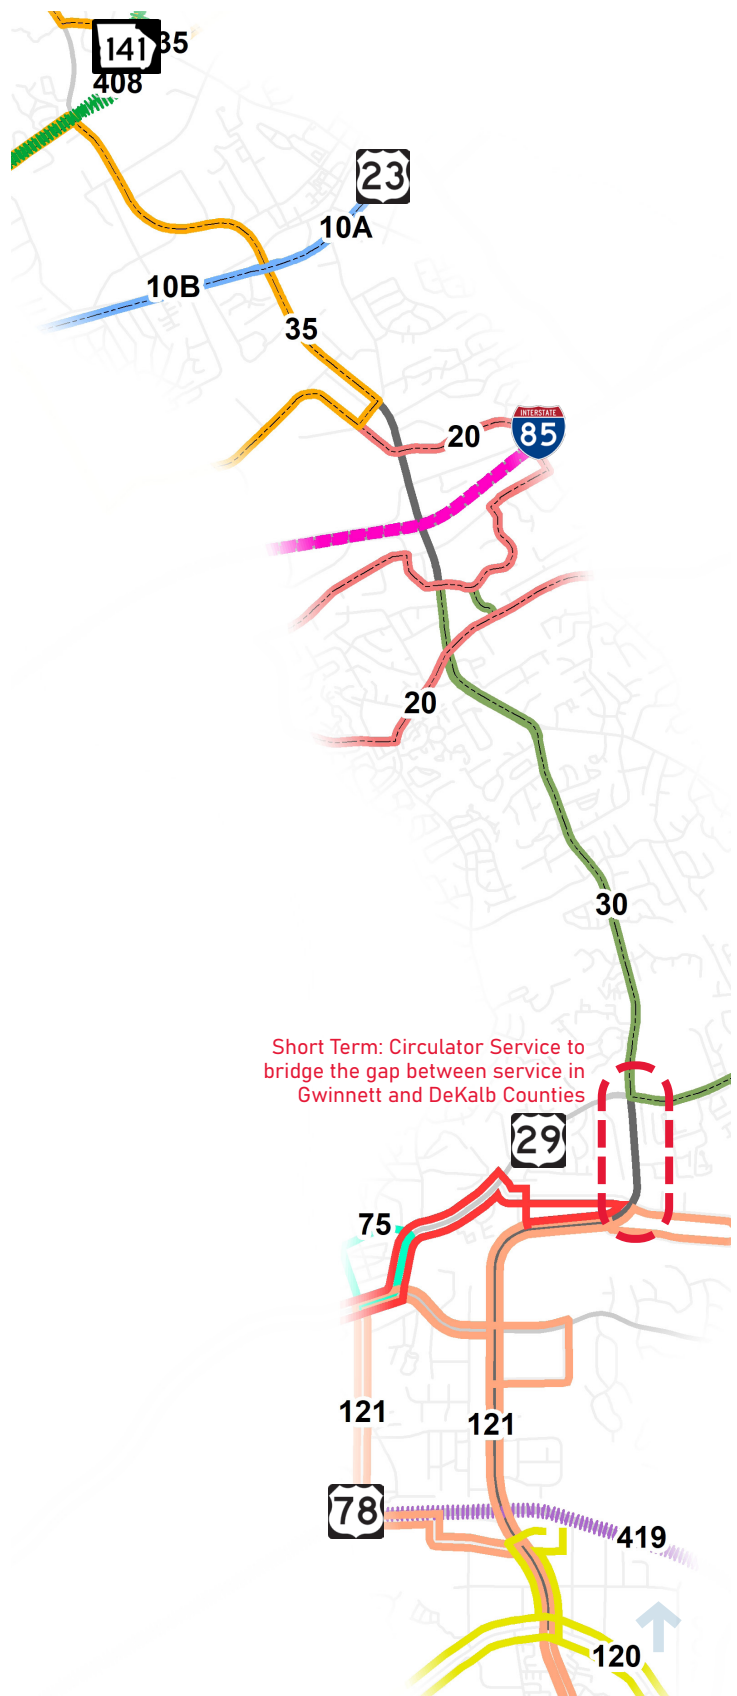 141
35
408
23
10A
10B
35
20
INTERSTATE
85
20
30
Short Term: Circulator Service to
bridge the gap between service in
Gwinnett and DeKalb Counties
29
75
121
121
78
419
120